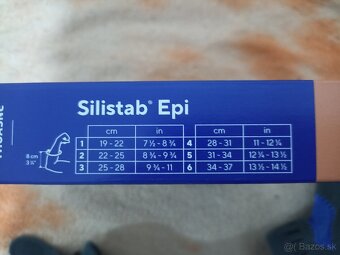 THUASNE
Silistab® Epi
cm in cm in
1 19 - 22 7 ½ - 8 ¾ 4 28 - 31 11 - 12 ¼
8 cm 2 22 - 25 8 ¾ - 9 ¾ 5 31 - 34 12 ¼ - 13 ½
3 ¼" 3 25 - 28 9 ¾ - 11 6 34 - 37 13 ½ - 14 ½
© bazar.sk